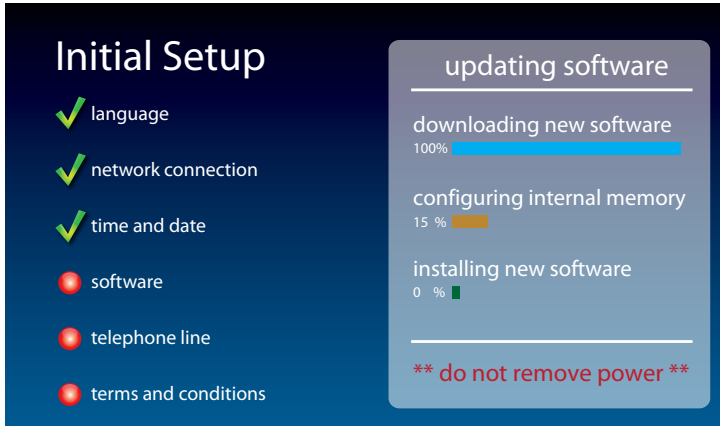 Initial Setup
language
network connection
time and date
software
telephone line
terms and conditions
updating software
downloading new software
100%
configuring internal memory
15 %
installing new software
0 %
** do not remove power **